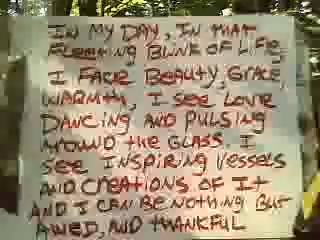 IN MY DAY, IN THAT
FLEETING BLINK OF LIFE,
I FACE BEAUTY, GRACE,
WARMTH, I SEE LOVE
DANCING AND PULSING
AROUND THE GLASS. I
SEE INSPIRING VESSELS
AND CREATIONS OF IT
AND I CAN BE NOTHING BUT
AWED, AND THANKFUL